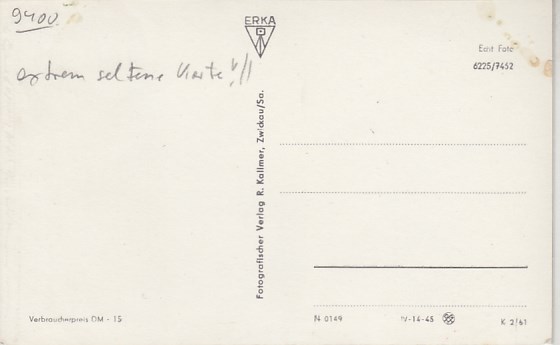 9400
extrem seltene Karte!!!
ERKA
Echt Foto
6225/7452
Fotografischer Verlag R. Kallmer, Zwickau/Sa.
Verbraucherpreis DM -.15
N 0149
IV-14-45
K 2/61